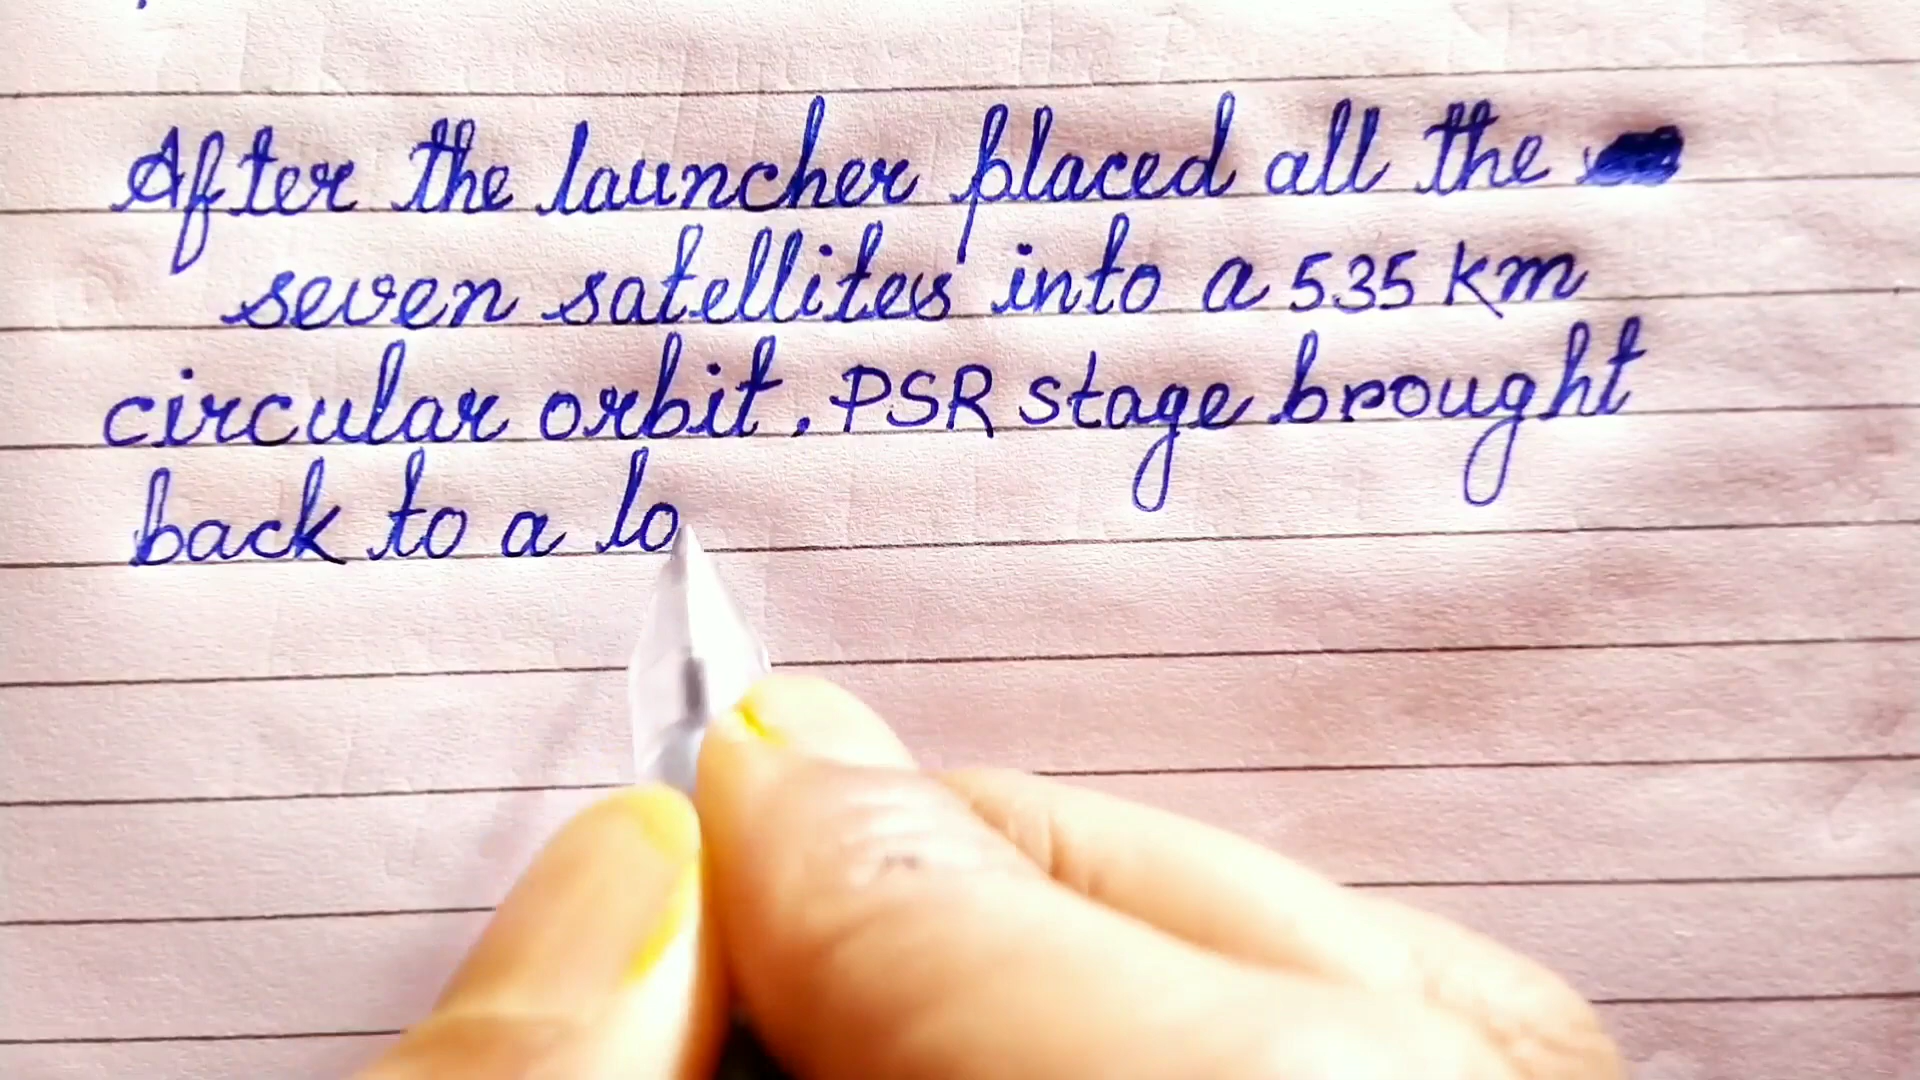 After the launcher placed all the
seven satellites into a 535 km
circular orbit. PSR stage brought
back to a lo